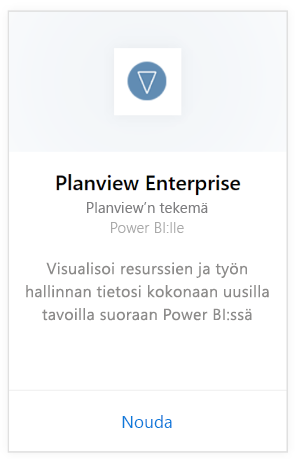 Planview Enterprise
Planview’n tekemä
Power BI:lle
Visualisoi resurssien ja työn
hallinnan tietosi kokonaan uusilla
tavoilla suoraan Power BI:ssä
Nouda